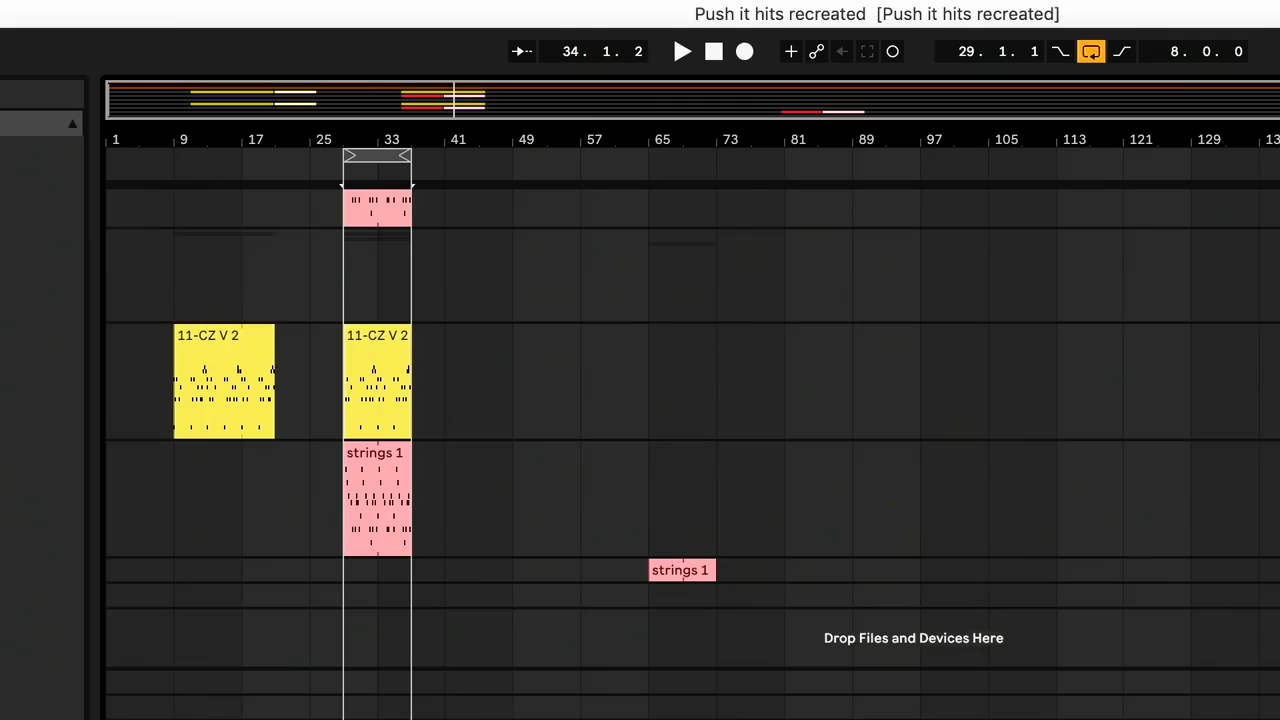 Push it hits recreated [Push it hits recreated]
34. 1. 2 29. 1. 1 8. 0. 0
1 9 17 25 33 41 49 57 65 73 81 89 97 105 113 121 129 13
11-CZ V 2 11-CZ V 2
strings 1
strings 1
Drop Files and Devices Here